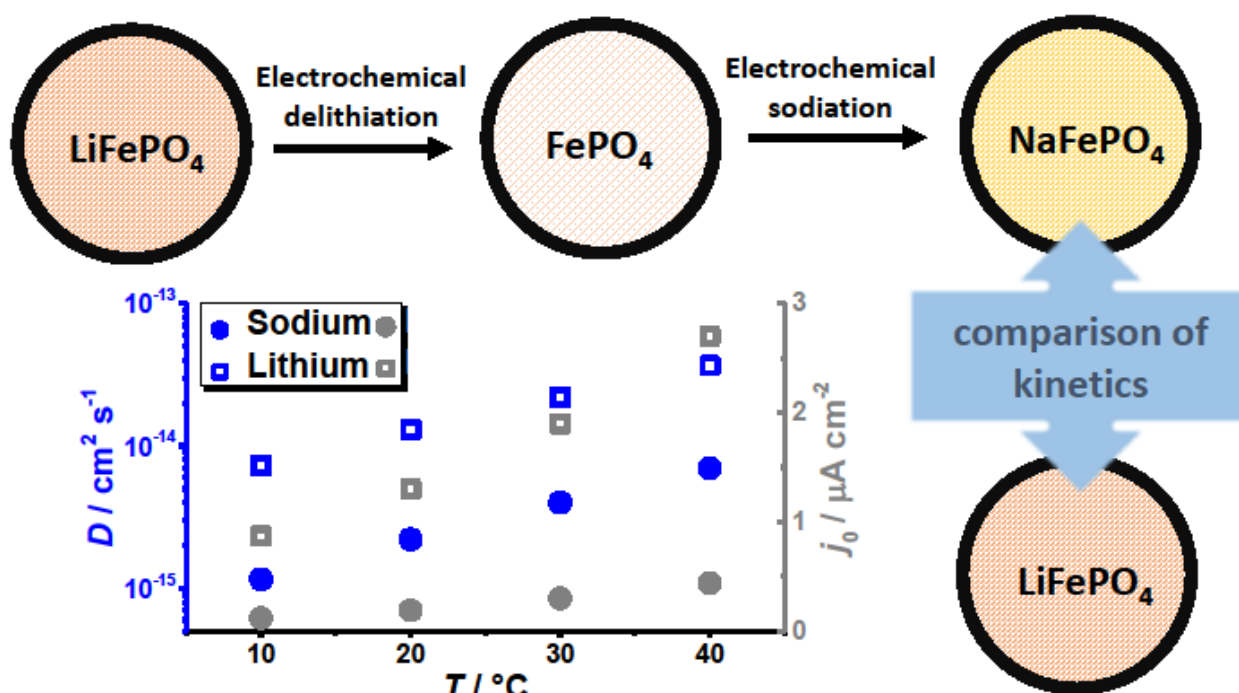 LiFePO₄
Electrochemical
delithiation
FePO₄
Electrochemical
sodiation
NaFePO₄
comparison of
kinetics
LiFePO₄
Sodium
Lithium
D / cm² s⁻¹
10⁻¹³
10⁻¹⁴
10⁻¹⁵
j₀ / μA cm⁻²
3
2
1
0
10 20 30 40
T / °C